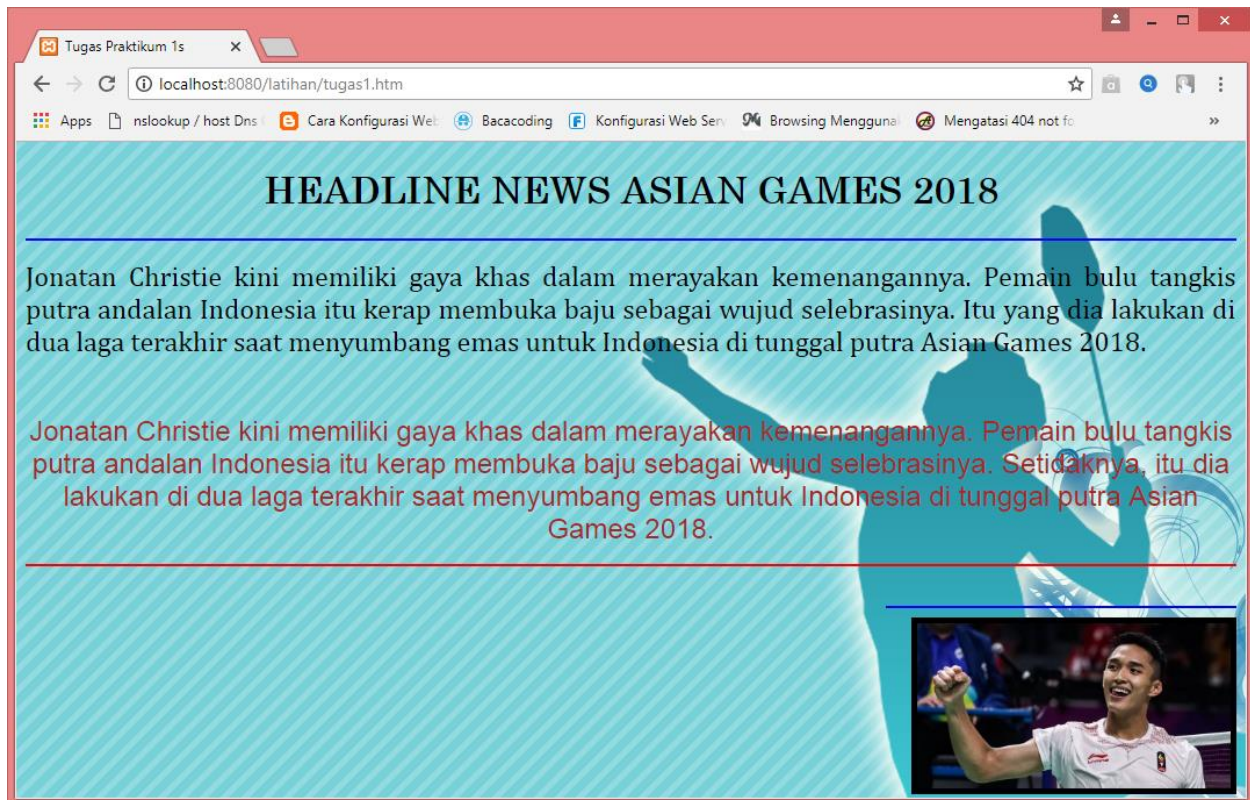 Tugas Praktikum 1s
localhost:8080/latihan/tugas1.htm
Apps nslookup / host Dns Cara Konfigurasi Web Bacacoding Konfigurasi Web Serv Browsing Menggunak Mengatasi 404 not fo
HEADLINE NEWS ASIAN GAMES 2018
Jonatan Christie kini memiliki gaya khas dalam merayakan kemenangannya. Pemain bulu tangkis
putra andalan Indonesia itu kerap membuka baju sebagai wujud selebrasinya. Itu yang dia lakukan di
dua laga terakhir saat menyumbang emas untuk Indonesia di tunggal putra Asian Games 2018.
Jonatan Christie kini memiliki gaya khas dalam merayakan kemenangannya. Pemain bulu tangkis
putra andalan Indonesia itu kerap membuka baju sebagai wujud selebrasinya. Setidaknya, itu dia
lakukan di dua laga terakhir saat menyumbang emas untuk Indonesia di tunggal putra Asian
Games 2018.